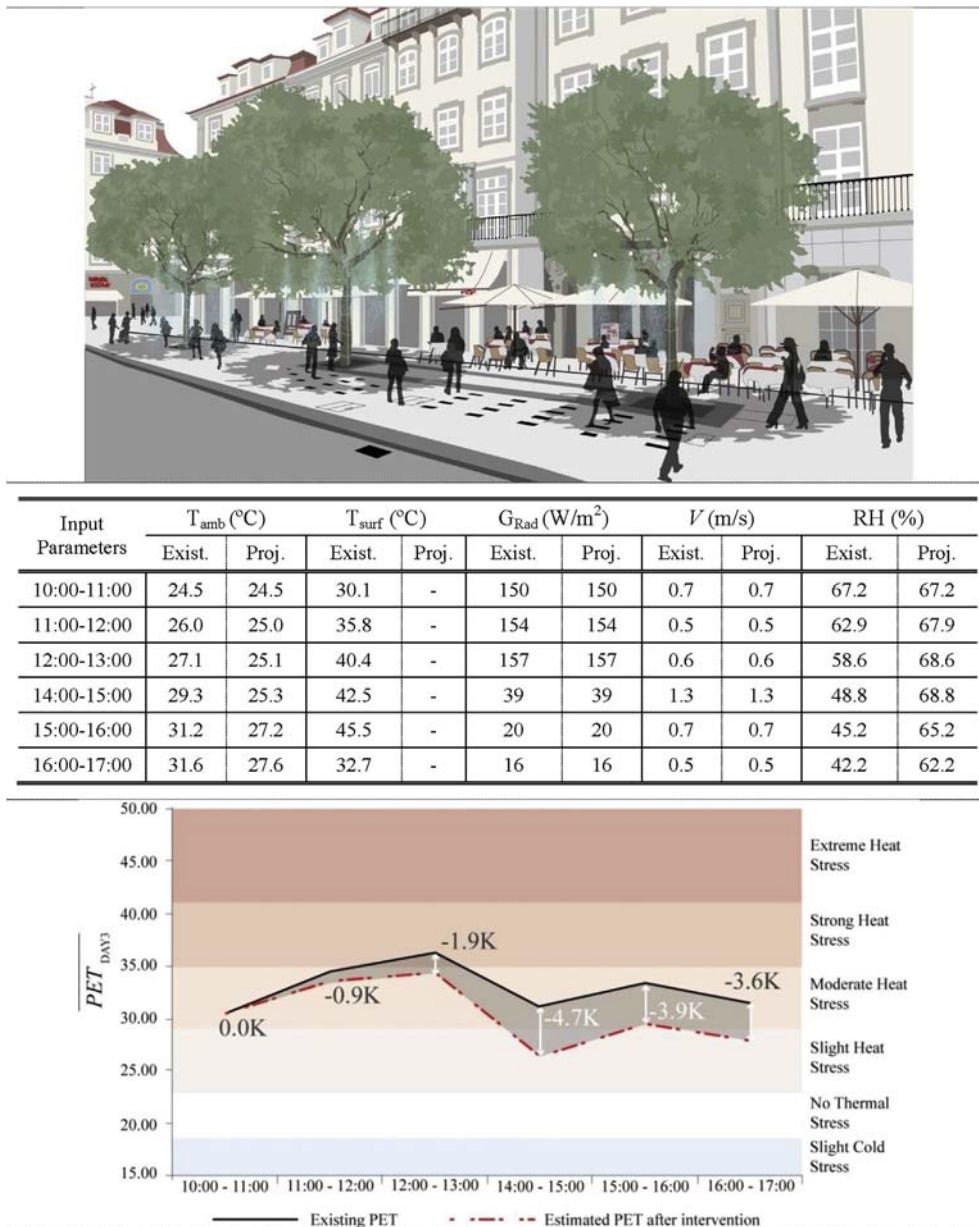 Input Parameters T_amb (ºC) T_surf (ºC) G_Rad (W/m²) V (m/s) RH (%)
Exist. Proj. Exist. Proj. Exist. Proj. Exist. Proj. Exist. Proj.
10:00-11:00 24.5 24.5 30.1 - 150 150 0.7 0.7 67.2 67.2
11:00-12:00 26.0 25.0 35.8 - 154 154 0.5 0.5 62.9 67.9
12:00-13:00 27.1 25.1 40.4 - 157 157 0.6 0.6 58.6 68.6
14:00-15:00 29.3 25.3 42.5 - 39 39 1.3 1.3 48.8 68.8
15:00-16:00 31.2 27.2 45.5 - 20 20 0.7 0.7 45.2 65.2
16:00-17:00 31.6 27.6 32.7 - 16 16 0.5 0.5 42.2 62.2
PET DAY3
50.00
45.00
40.00
35.00
30.00
25.00
20.00
15.00
0.0K
-0.9K
-1.9K
-4.7K
-3.9K
-3.6K
Extreme Heat
Stress
Strong Heat
Stress
Moderate Heat
Stress
Slight Heat
Stress
No Thermal
Stress
Slight Cold
Stress
10:00 - 11:00 11:00 - 12:00 12:00 - 13:00 14:00 - 15:00 15:00 - 16:00 16:00 - 17:00
Existing PET Estimated PET after intervention